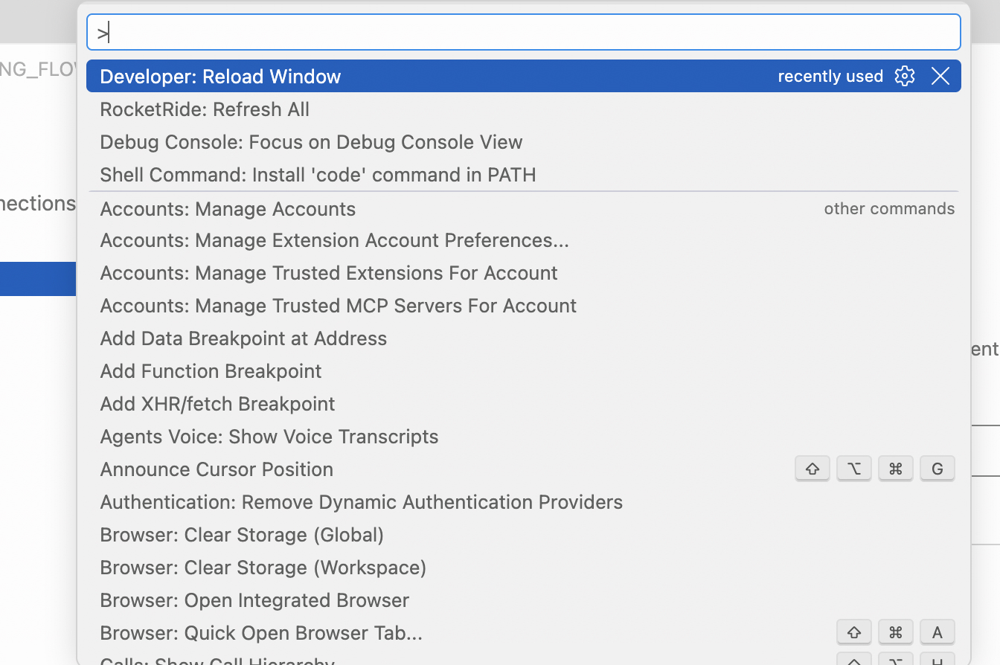 >
NG_FLOW
Developer: Reload Window recently used
RocketRide: Refresh All
Debug Console: Focus on Debug Console View
Shell Command: Install 'code' command in PATH
nections
Accounts: Manage Accounts other commands
Accounts: Manage Extension Account Preferences...
Accounts: Manage Trusted Extensions For Account
Accounts: Manage Trusted MCP Servers For Account
Add Data Breakpoint at Address
ent
Add Function Breakpoint
Add XHR/fetch Breakpoint
Agents Voice: Show Voice Transcripts
Announce Cursor Position ⇧ ⌥ ⌘ G
Authentication: Remove Dynamic Authentication Providers
Browser: Clear Storage (Global)
Browser: Clear Storage (Workspace)
Browser: Open Integrated Browser
Browser: Quick Open Browser Tab... ⇧ ⌘ A
Calls: Show Call Hierarchy ⇧ ⌥ H